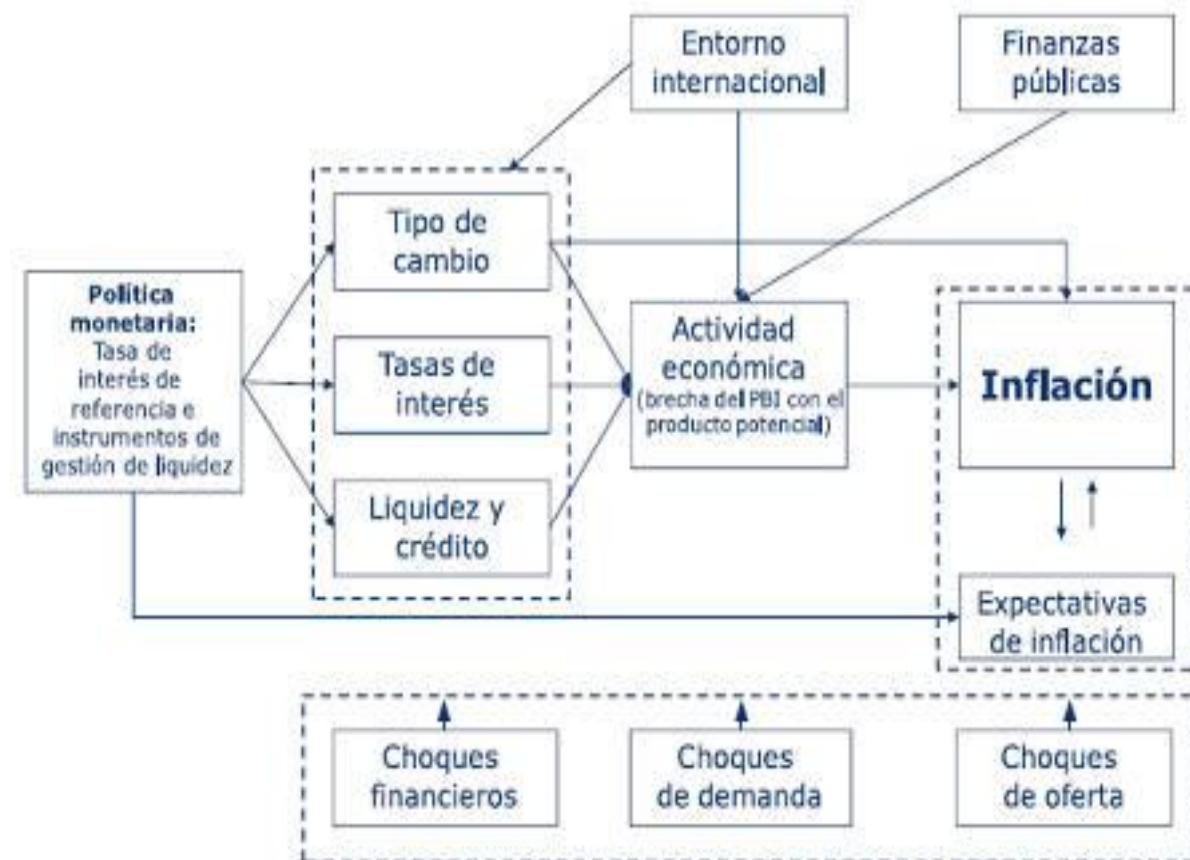 Entorno
internacional
Finanzas
públicas
Tipo de
cambio
Política
monetaria:
Tasa de
interés de
referencia e
instrumentos de
gestión de liquidez
Tasas de
interés
Liquidez y
crédito
Actividad
económica
(brecha del PBI con el
producto potencial)
Inflación
Expectativas
de inflación
Choques
financieros
Choques
de demanda
Choques
de oferta